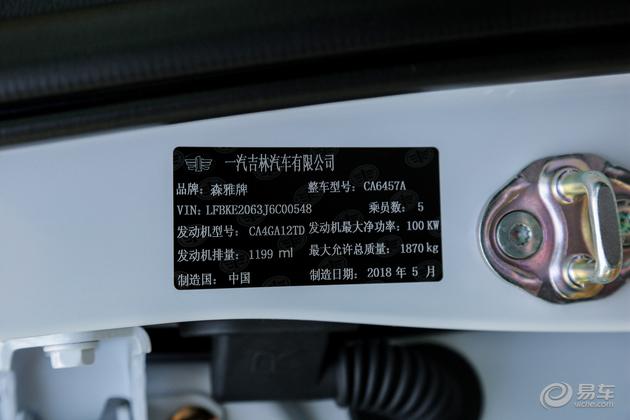 一汽吉林汽车有限公司
品牌: 森雅牌 整车型号: CA6457A
VIN: LFBKE2063J6C00548 乘员数: 5
发动机型号: CA4GA12TD 发动机最大净功率: 100 KW
发动机排量: 1199 ml 最大允许总质量: 1870 kg
制造国: 中国 制造日期: 2018 年 5 月
易车
yiche.com